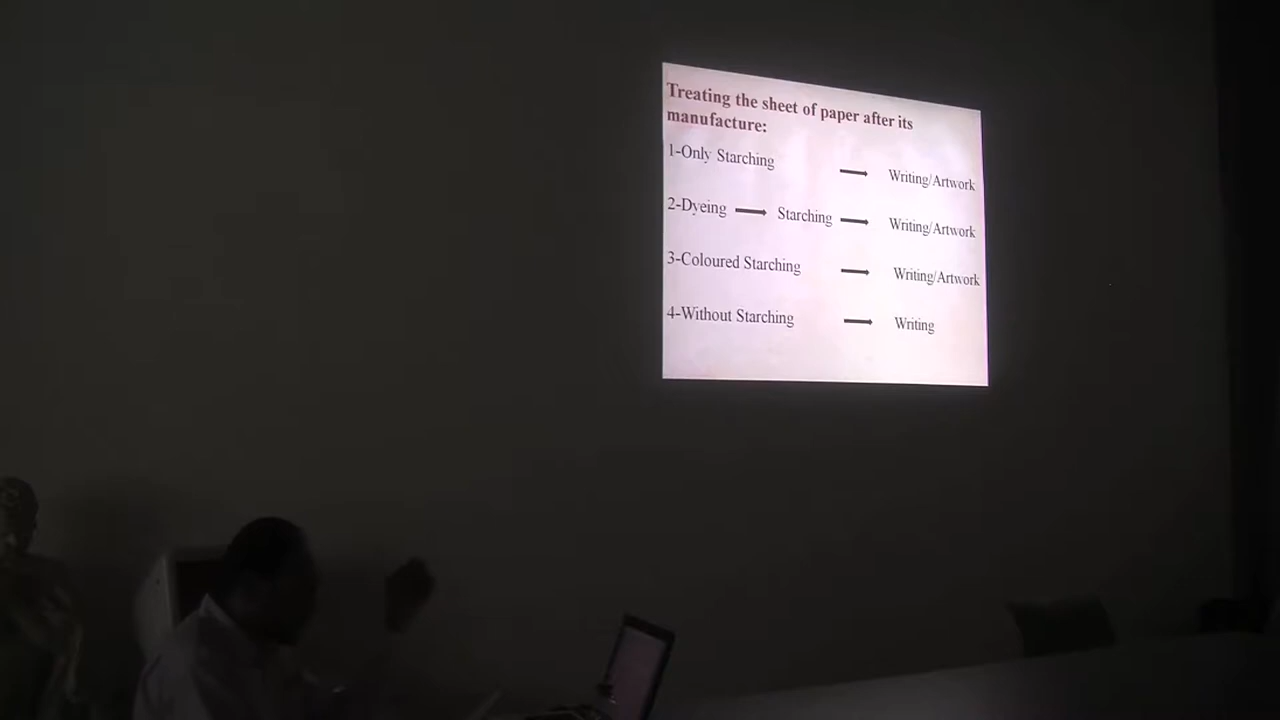 Treating the sheet of paper after its
manufacture:
1-Only Starching → Writing/Artwork
2-Dyeing → Starching → Writing/Artwork
3-Coloured Starching → Writing/Artwork
4-Without Starching → Writing